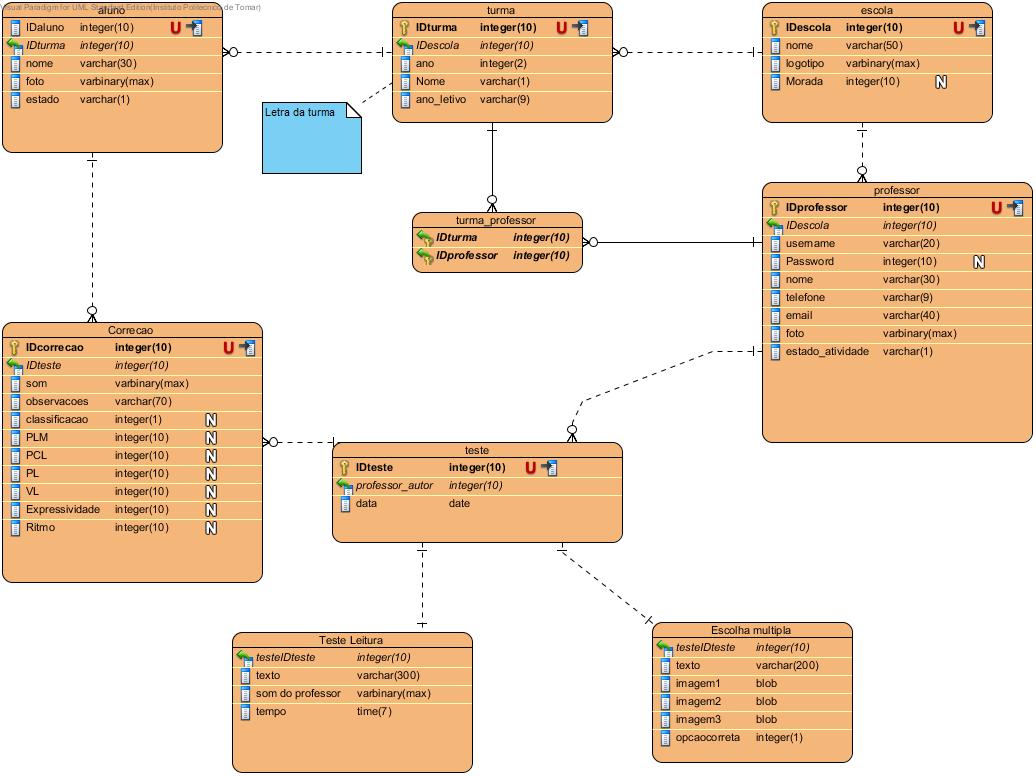 Visual Paradigm for UML Standard Edition(Instituto Politecnico de Tomar)
aluno
IDaluno integer(10) U
IDturma integer(10)
nome varchar(30)
foto varbinary(max)
estado varchar(1)
turma
IDturma integer(10) U
IDescola integer(10)
ano integer(2)
Nome varchar(1)
ano_letivo varchar(9)
escola
IDescola integer(10) U
nome varchar(50)
logotipo varbinary(max)
Morada integer(10) N
Letra da turma
turma_professor
IDturma integer(10)
IDprofessor integer(10)
professor
IDprofessor integer(10) U
IDescola integer(10)
username varchar(20)
Password integer(10) N
nome varchar(30)
telefone varchar(9)
email varchar(40)
foto varbinary(max)
estado_atividade varchar(1)
Correcao
IDcorrecao integer(10) U
IDteste integer(10)
som varbinary(max)
observacoes varchar(70)
classificacao integer(1) N
PLM integer(10) N
PCL integer(10) N
PL integer(10) N
VL integer(10) N
Expressividade integer(10) N
Ritmo integer(10) N
teste
IDteste integer(10) U
professor_autor integer(10)
data date
Teste Leitura
testeIDteste integer(10)
texto varchar(300)
som do professor varbinary(max)
tempo time(7)
Escolha multipla
testeIDteste integer(10)
texto varchar(200)
imagem1 blob
imagem2 blob
imagem3 blob
opcaocorreta integer(1)